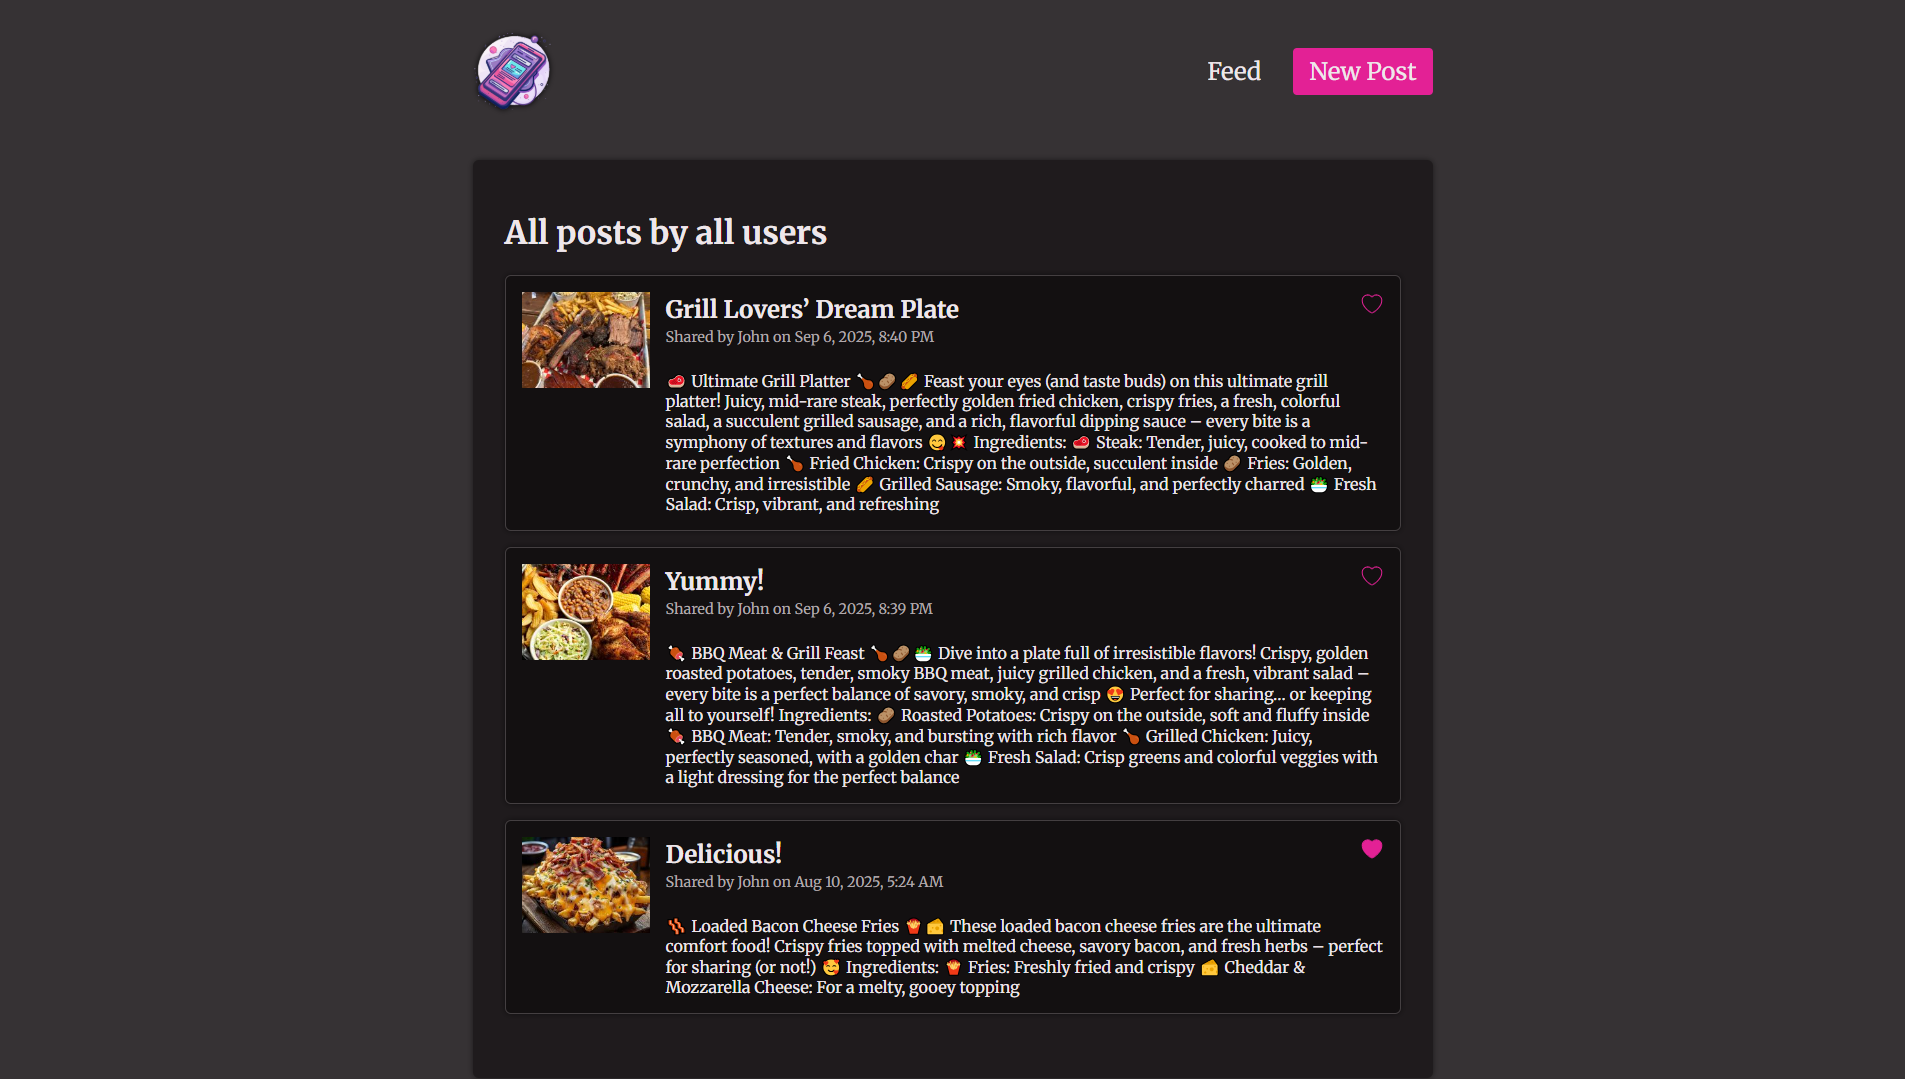 Feed
New Post
All posts by all users
Grill Lovers’ Dream Plate
Shared by John on Sep 6, 2025, 8:40 PM
🥩 Ultimate Grill Platter 🍗 🥔 🌭 Feast your eyes (and taste buds) on this ultimate grill
platter! Juicy, mid-rare steak, perfectly golden fried chicken, crispy fries, a fresh, colorful
salad, a succulent grilled sausage, and a rich, flavorful dipping sauce – every bite is a
symphony of textures and flavors 😋 💥 Ingredients: 🥩 Steak: Tender, juicy, cooked to mid-
rare perfection 🍗 Fried Chicken: Crispy on the outside, succulent inside 🥔 Fries: Golden,
crunchy, and irresistible 🌭 Grilled Sausage: Smoky, flavorful, and perfectly charred 🥗 Fresh
Salad: Crisp, vibrant, and refreshing
Yummy!
Shared by John on Sep 6, 2025, 8:39 PM
🍖 BBQ Meat & Grill Feast 🍗 🥔 🥗 Dive into a plate full of irresistible flavors! Crispy, golden
roasted potatoes, tender, smoky BBQ meat, juicy grilled chicken, and a fresh, vibrant salad –
every bite is a perfect balance of savory, smoky, and crisp 🤩 Perfect for sharing… or keeping
all to yourself! Ingredients: 🥔 Roasted Potatoes: Crispy on the outside, soft and fluffy inside
🍖 BBQ Meat: Tender, smoky, and bursting with rich flavor 🍗 Grilled Chicken: Juicy,
perfectly seasoned, with a golden char 🥗 Fresh Salad: Crisp greens and colorful veggies with
a light dressing for the perfect balance
Delicious!
Shared by John on Aug 10, 2025, 5:24 AM
🥓 Loaded Bacon Cheese Fries 🍟 🧀 These loaded bacon cheese fries are the ultimate
comfort food! Crispy fries topped with melted cheese, savory bacon, and fresh herbs – perfect
for sharing (or not!) 🥰 Ingredients: 🍟 Fries: Freshly fried and crispy 🧀 Cheddar &
Mozzarella Cheese: For a melty, gooey topping